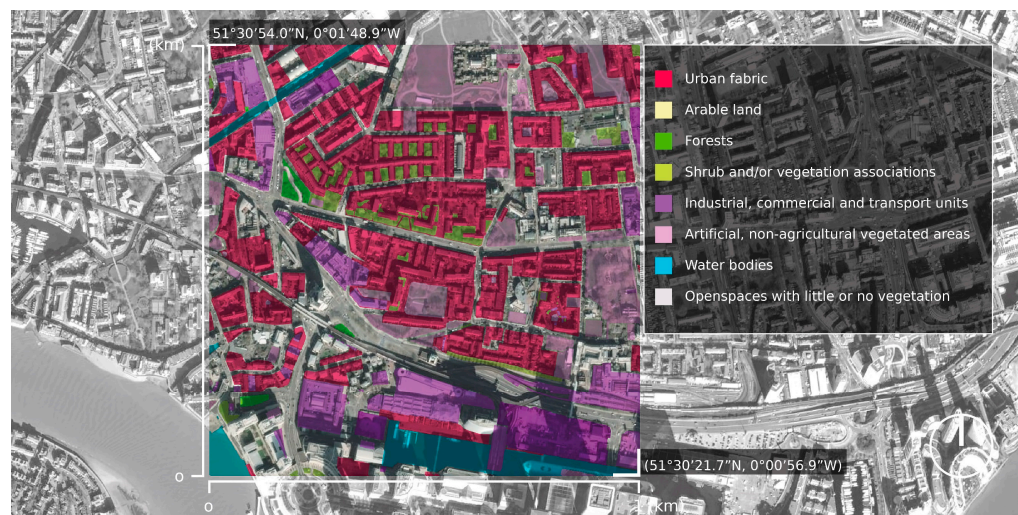 51°30′54.0″N, 0°01′48.9″W
(km)
Urban fabric
Arable land
Forests
Shrub and/or vegetation associations
Industrial, commercial and transport units
Artificial, non-agricultural vegetated areas
Water bodies
Openspaces with little or no vegetation
(51°30′21.7″N, 0°00′56.9″W)
0
0
1 (km)